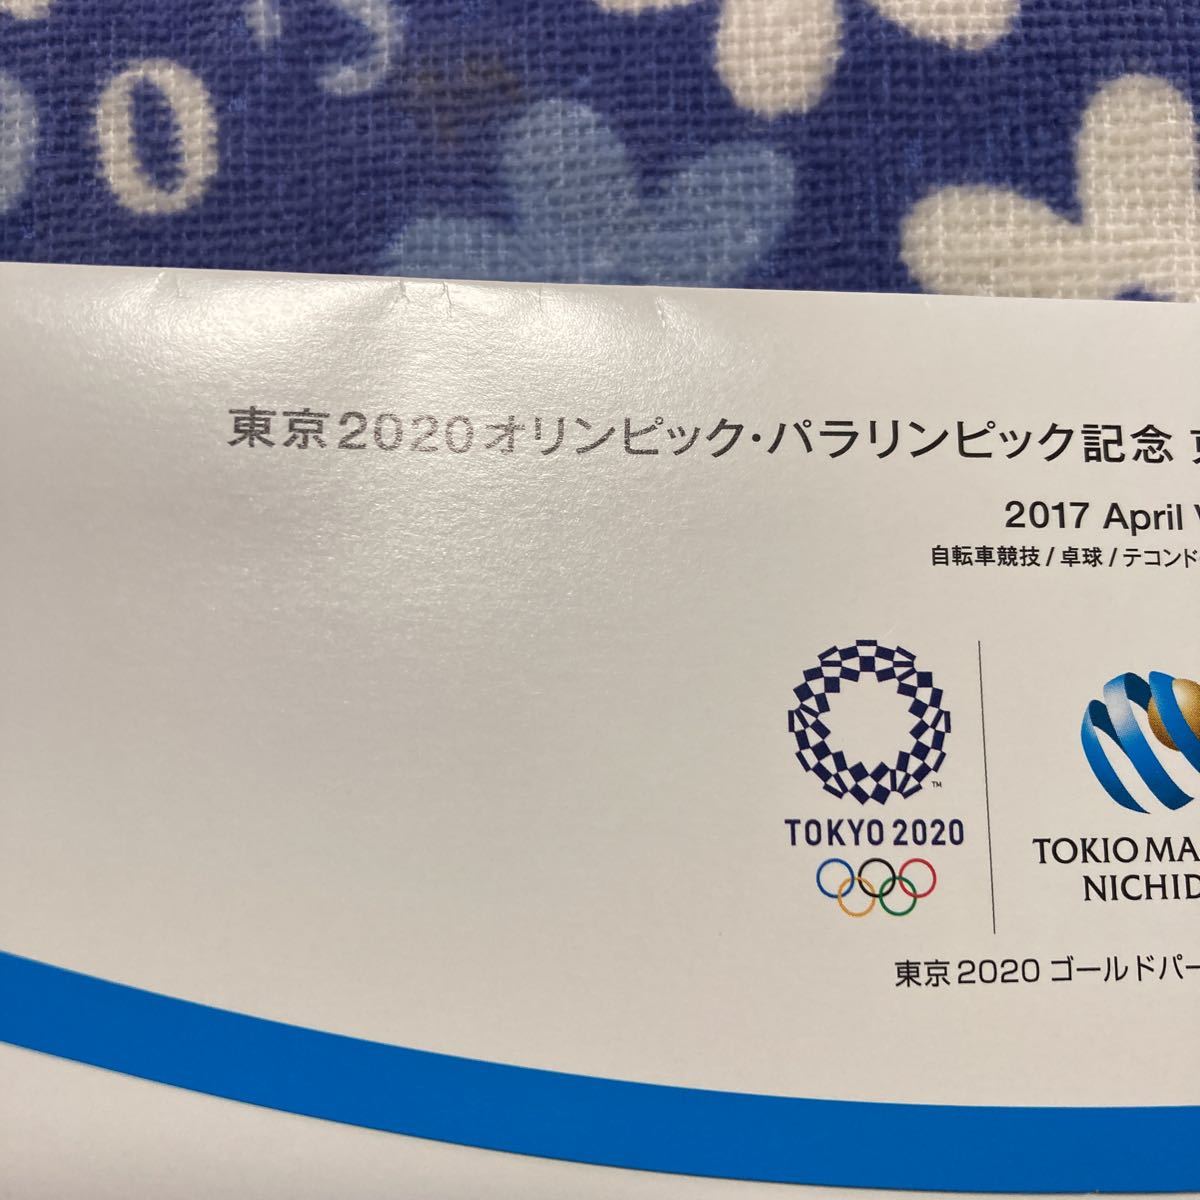 東京2020オリンピック・パラリンピック記念
2017 April
自転車競技 / 卓球 / テコンド
TM
TOKYO 2020
TOKIO MA
NICHID
東京2020 ゴールドパー